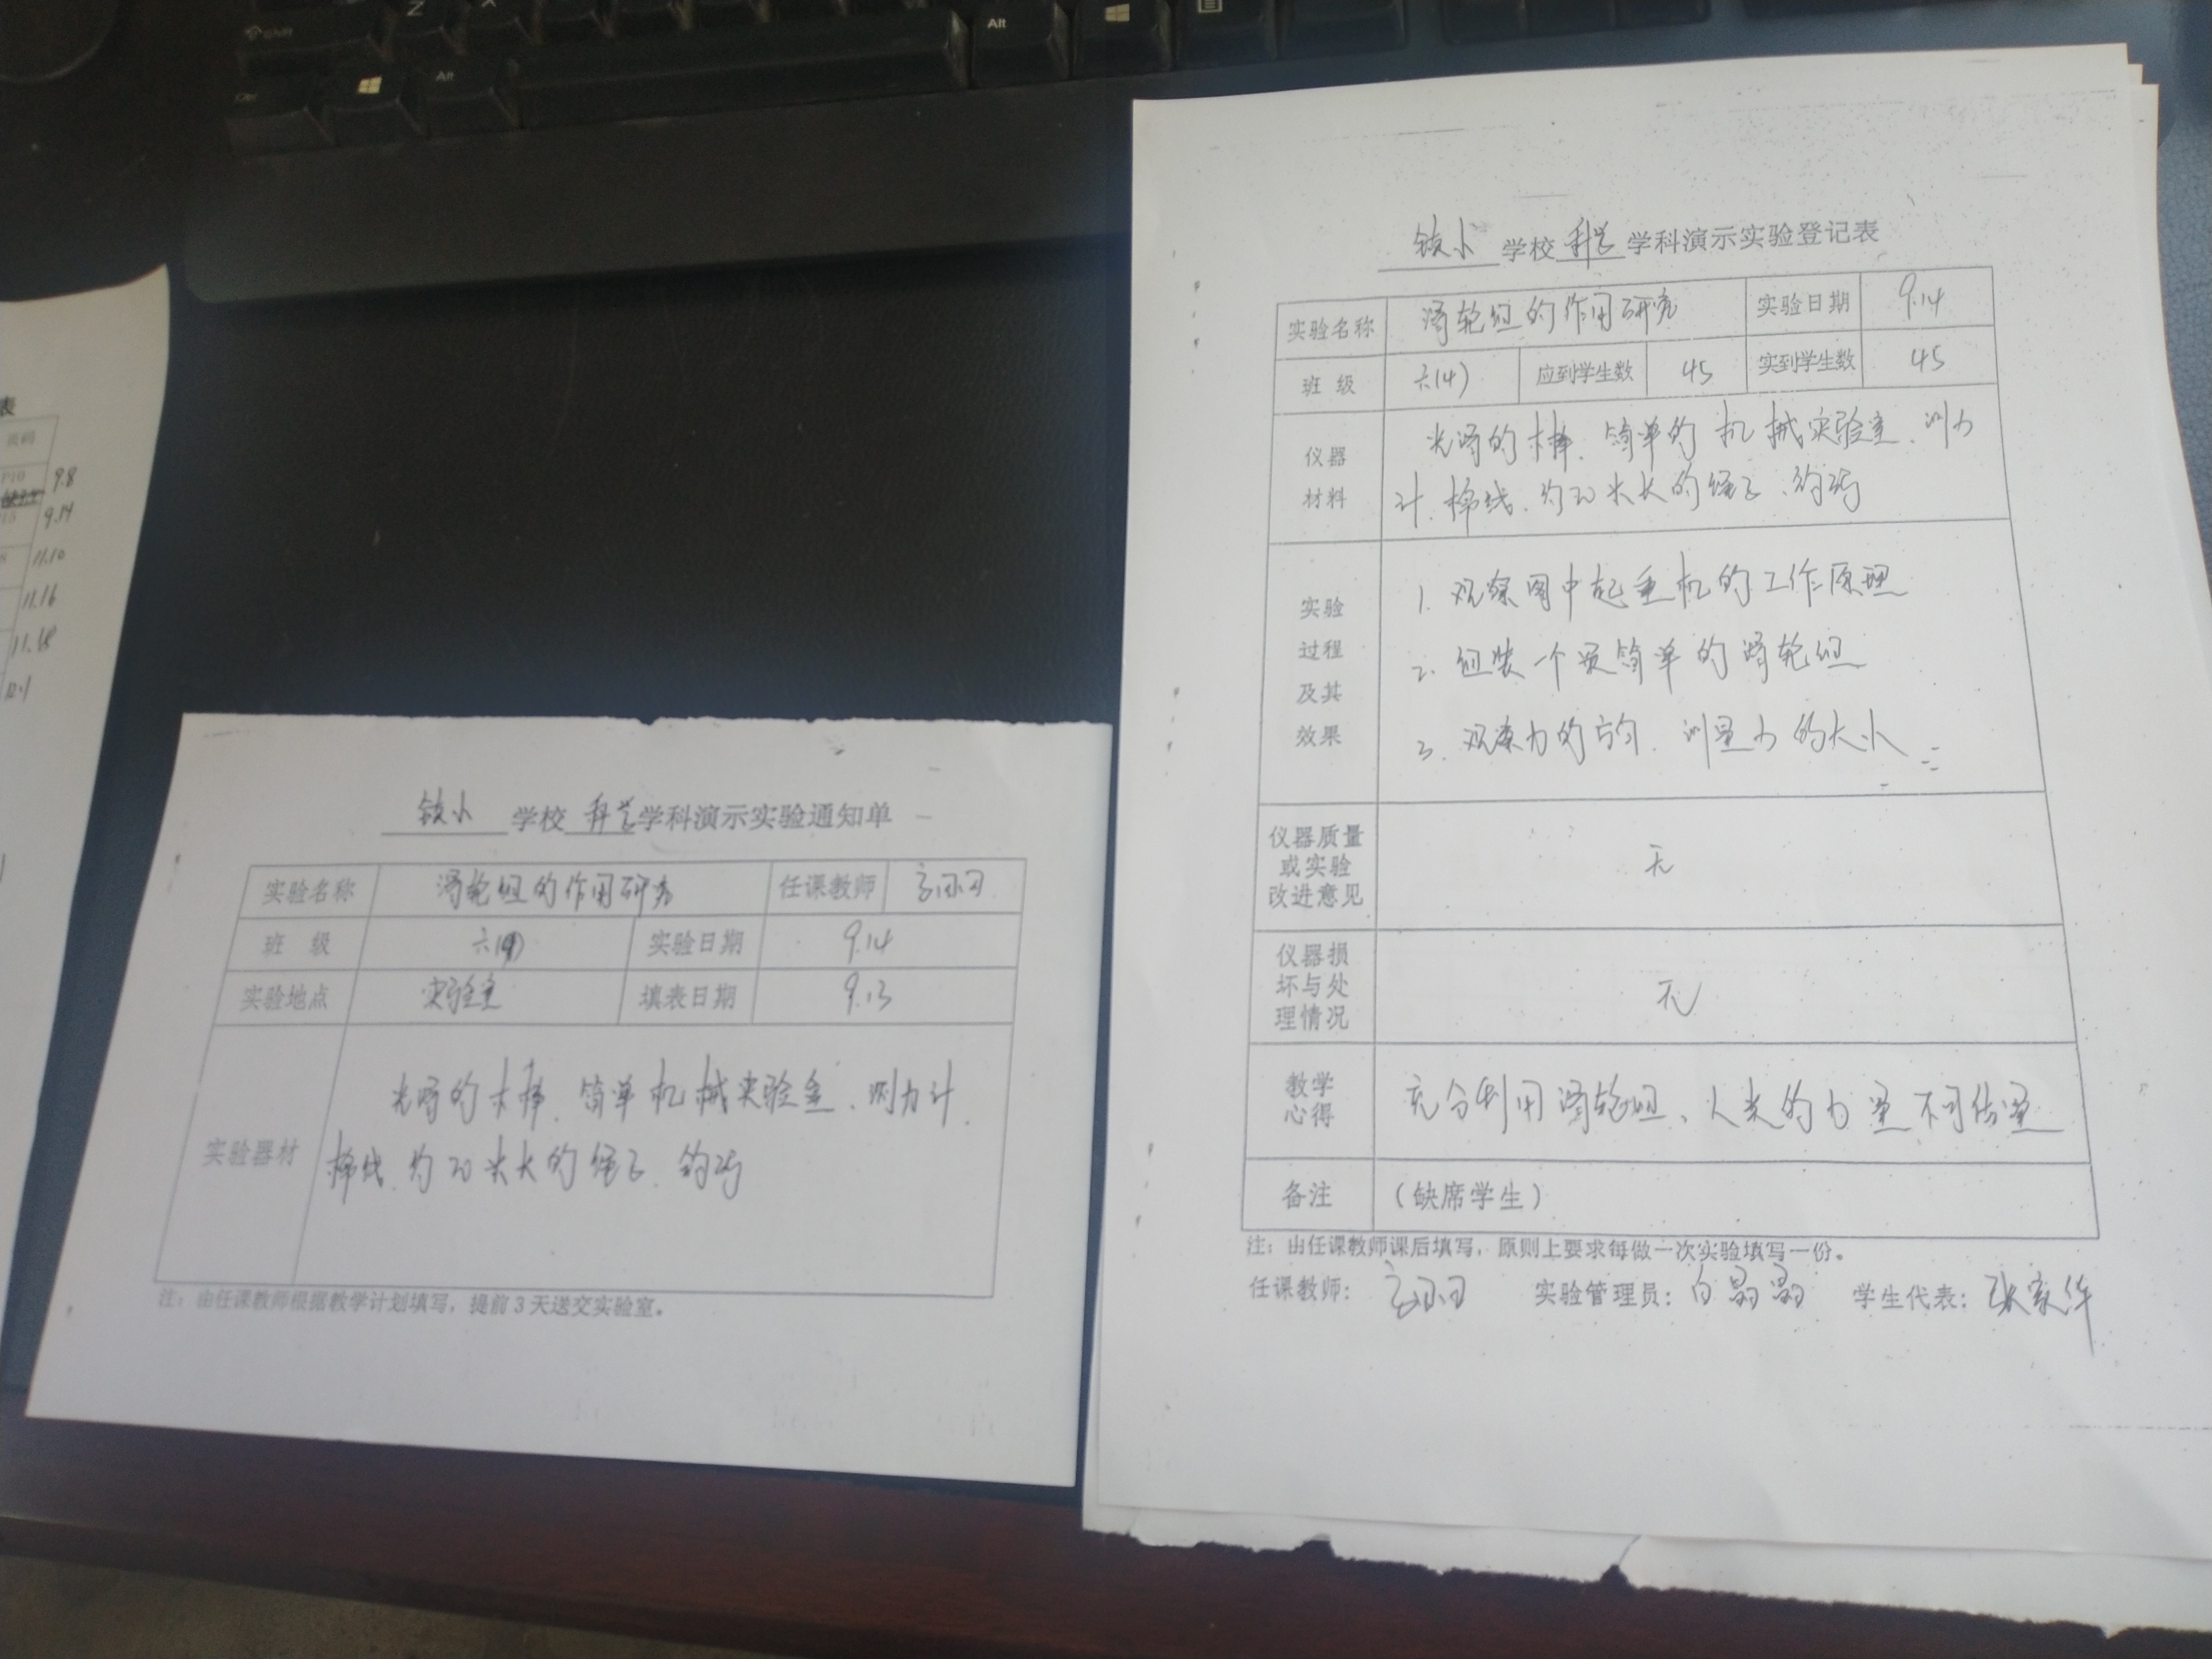 Alt
Ctrl
Alt
表
页码
P10
9.8
9.14
11.10
11.16
11.18
12.1
铁小 学校 科学 学科演示实验通知单
实验名称 滑轮组的作用研究 任课教师
班 级 六(4) 实验日期 9.14
实验地点 实验室 填表日期 9.13
实验器材
光滑的木棒、简单机械实验盒、测力计、
棉线、约20米长的绳子、钩码
注：由任课教师根据教学计划填写，提前3天送交实验室。
铁小 学校 科学 学科演示实验登记表
实验名称 滑轮组的作用研究 实验日期 9.14
班 级 六(4) 应到学生数 45 实到学生数 45
仪器
材料
光滑的木棒、简单的机械实验盒、测力
计、棉线、约20米长的绳子、钩码
实验
过程
及其
效果
1. 观察图中起重机的工作原理
2. 组装一个最简单的滑轮组
3. 观察力的方向、测量力的大小
仪器质量
或实验
改进意见
无
仪器损
坏与处
理情况
无
教学
心得
充分利用滑轮组、人类的力量不可估量
备注 （缺席学生）
注：由任课教师课后填写，原则上要求每做一次实验填写一份。
任课教师： 实验管理员：白晶晶 学生代表：张家